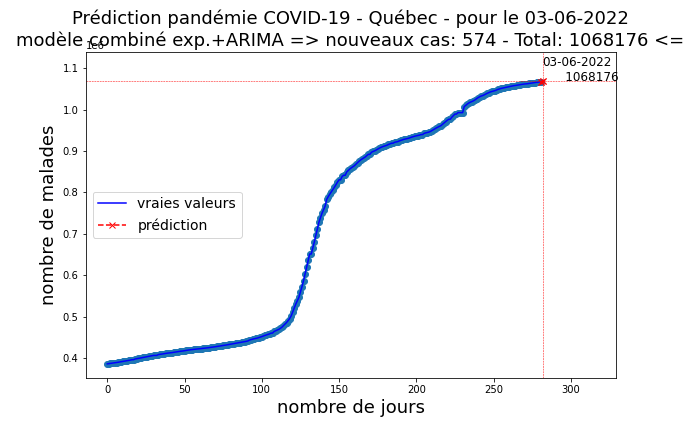 Prédiction pandémie COVID-19 - Québec - pour le 03-06-2022
modèle combiné exp.+ARIMA => nouveaux cas: 574 - Total: 1068176 <=
1e6
03-06-2022
1068176
1.1
1.0
0.9
0.8
0.7
0.6
0.5
0.4
nombre de malades
vraies valeurs
prédiction
0 50 100 150 200 250 300
nombre de jours